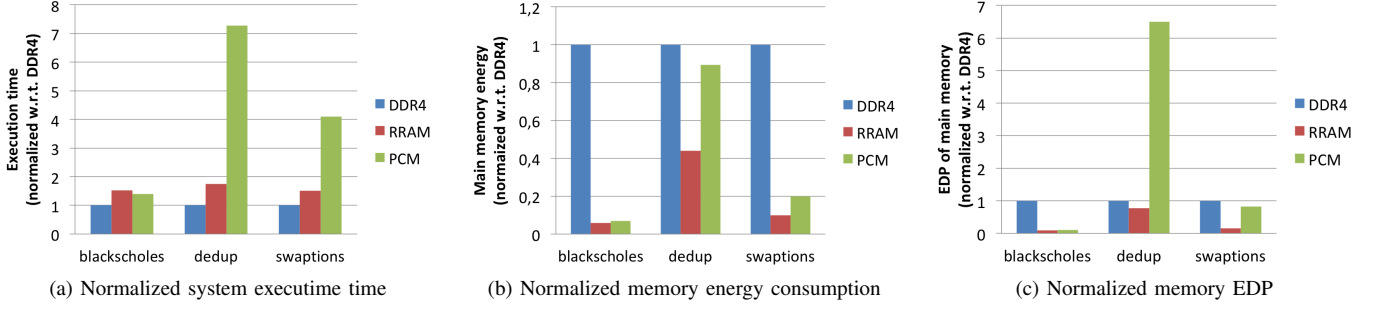 Execution time
(normalized w.r.t. DDR4)
8
7
6
5
4
3
2
1
0
blackscholes dedup swaptions
DDR4
RRAM
PCM
(a) Normalized system executime time
Main memory energy
(normaized w.r.t. DDR4)
1,2
1
0,8
0,6
0,4
0,2
0
blackscholes dedup swaptions
DDR4
RRAM
PCM
(b) Normalized memory energy consumption
EDP of main memory
(normalized w.r.t. DDR4)
7
6
5
4
3
2
1
0
blackscholes dedup swaptions
DDR4
RRAM
PCM
(c) Normalized memory EDP